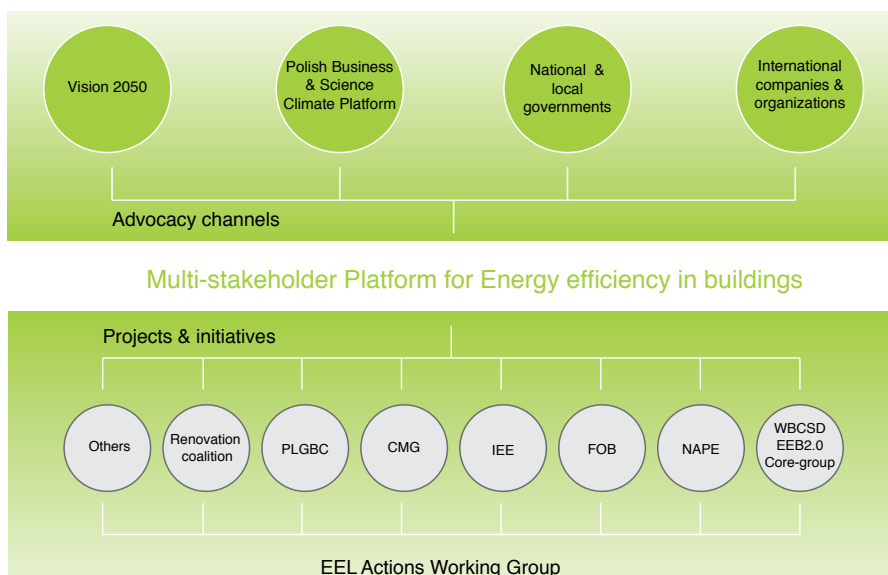 Vision 2050
Polish Business
& Science
Climate Platform
National & 
local
governments
International
companies &
organizations
Advocacy channels
Multi-stakeholder Platform for Energy efficiency in buildings
Projects & initiatives
Others
Renovation
coalition
PLGBC
CMG
IEE
FOB
NAPE
WBCSD
EEB2.0
Core-group
EEL Actions Working Group